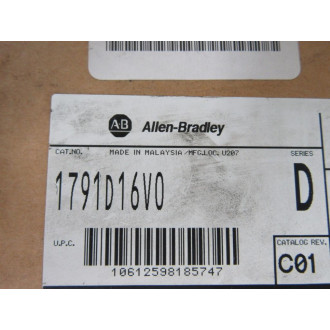 AB Allen-Bradley
CAT.NO. MADE IN MALAYSIA/MFG.LOC.U207 SERIES
1791D16V0 D
U.P.C. CATALOG REV.
10612598185747 C01